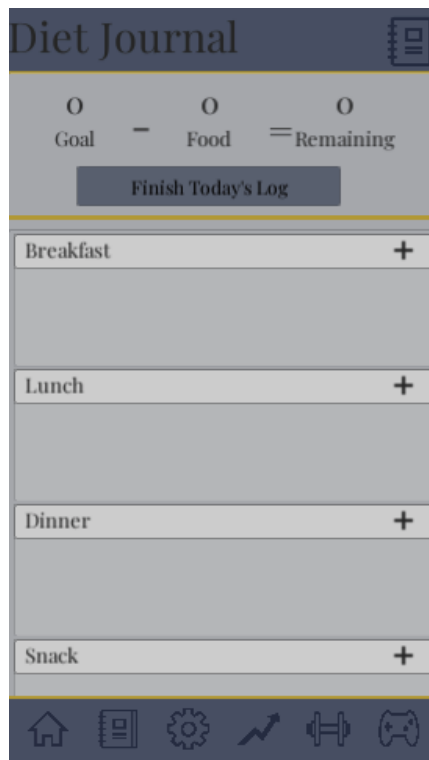 Diet Journal
0 0 0
Goal - Food = Remaining
Finish Today's Log
Breakfast +
Lunch +
Dinner +
Snack +